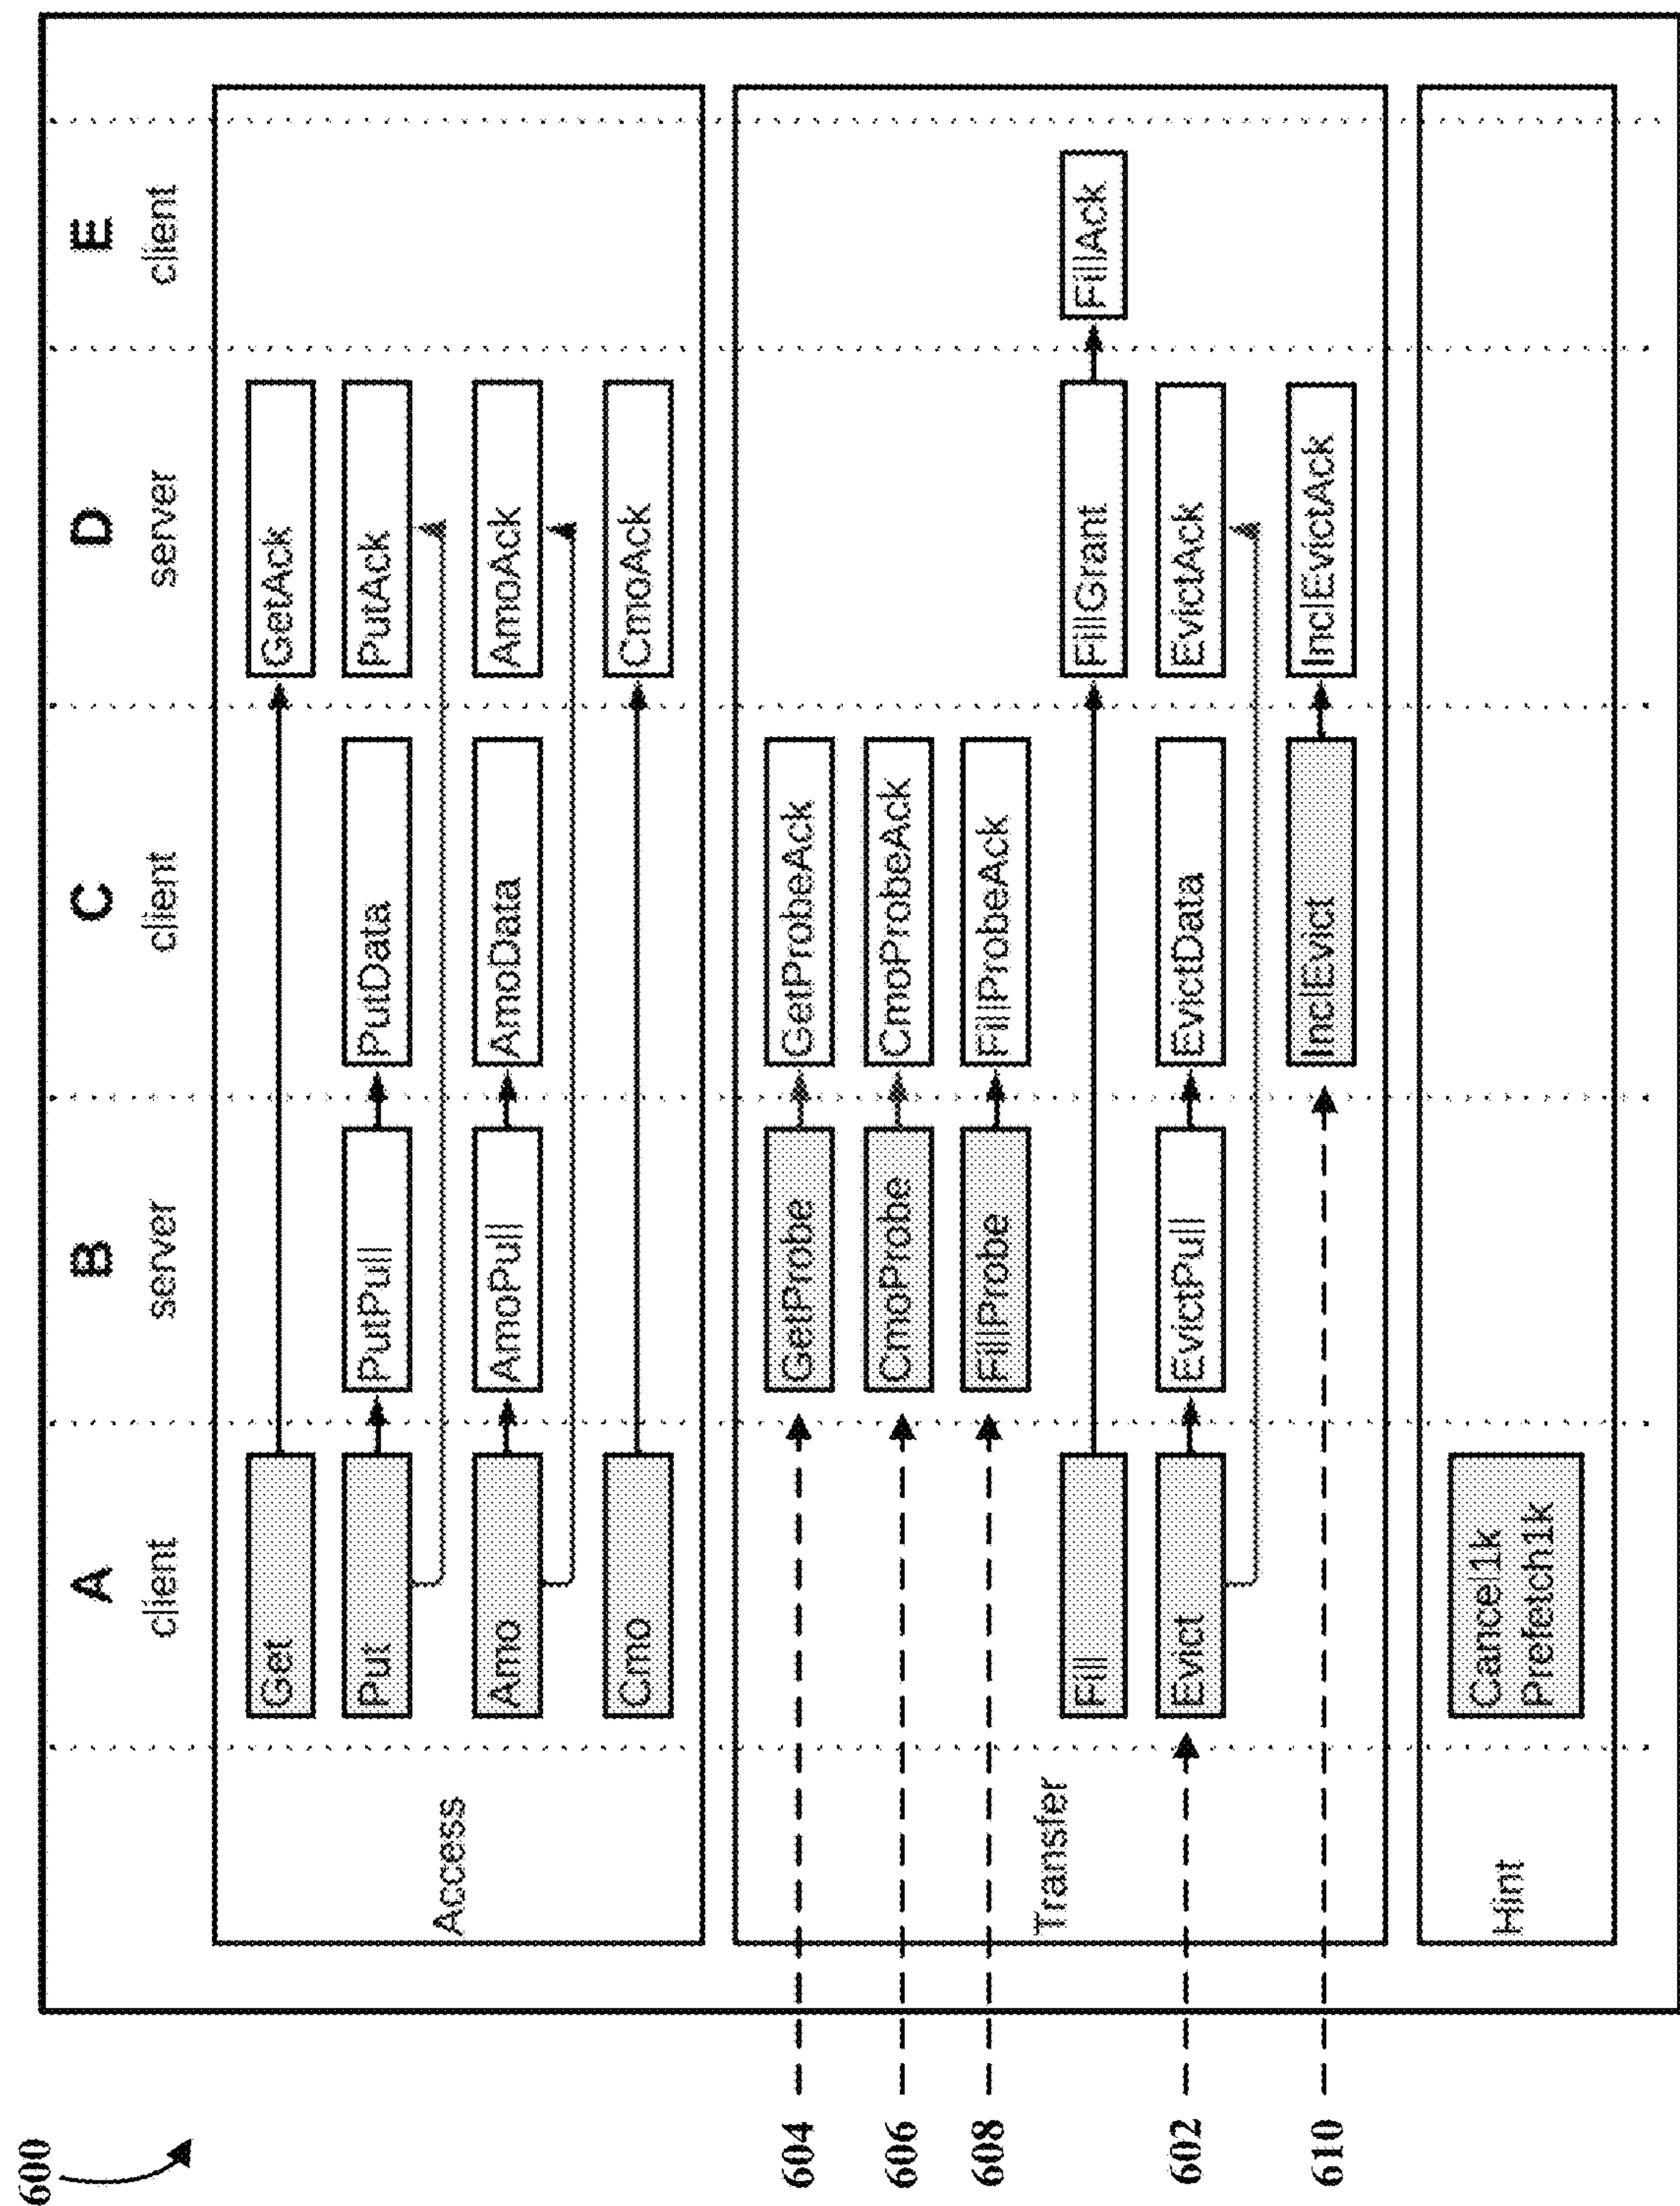 600
A B C D E
client server client server client
Access
Get GetAck
Put PutPull PutData PutAck
Amo AmoPull AmoData AmoAck
Cmo CmoAck
Transfer
604 GetProbe GetProbeAck
606 CmoProbe CmoProbeAck
608 FillProbe FillProbeAck
Fill FillGrant FillAck
602 Evict EvictPull EvictData EvictAck
610 InclEvict InclEvictAck
Hint
Cancel1k
Prefetch1k